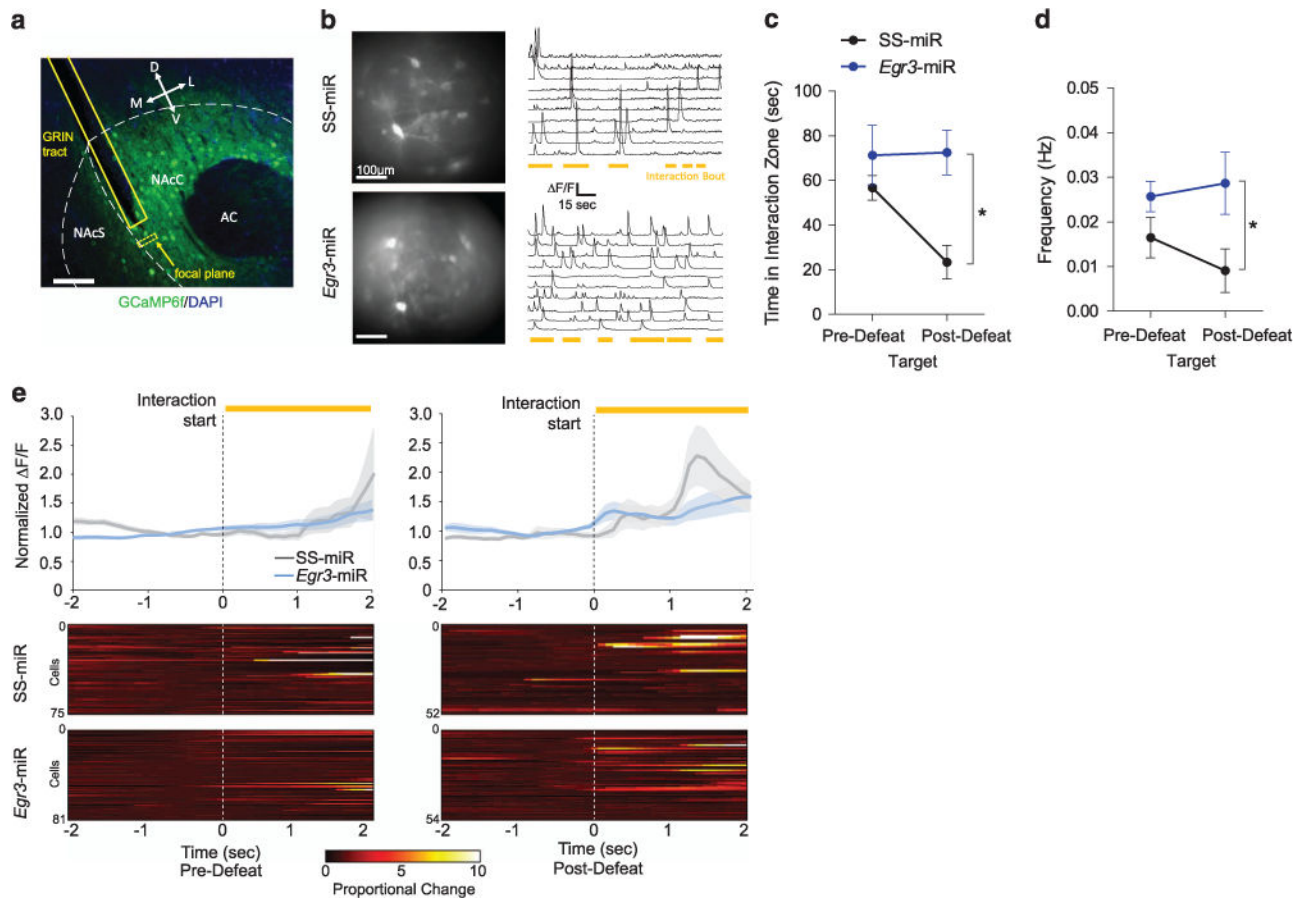 a
D
L
M
V
GRIN
tract
NAcC
AC
NAcS
focal plane
GCaMP6f/DAPI
b
SS-miR
100µm
Egr3-miR
Interaction Bout
ΔF/F
15 sec
c
SS-miR
Egr3-miR
Time in Interaction Zone (sec)
100
80
60
40
20
0
*
Pre-Defeat Post-Defeat
Target
d
Frequency (Hz)
0.05
0.04
0.03
0.02
0.01
0.00
*
Pre-Defeat Post-Defeat
Target
e
Normalized ΔF/F
3.0
2.5
2.0
1.5
1.0
0.5
0
Interaction
start
SS-miR
Egr3-miR
-2 -1 0 1 2
3.0
2.5
2.0
1.5
1.0
0.5
0
Interaction
start
-2 -1 0 1 2
SS-miR
Cells
0
75
0
52
Egr3-miR
Cells
0
81
0
54
-2 -1 0 1 2
Time (sec)
Pre-Defeat
-2 -1 0 1 2
Time (sec)
Post-Defeat
0 5 10
Proportional Change